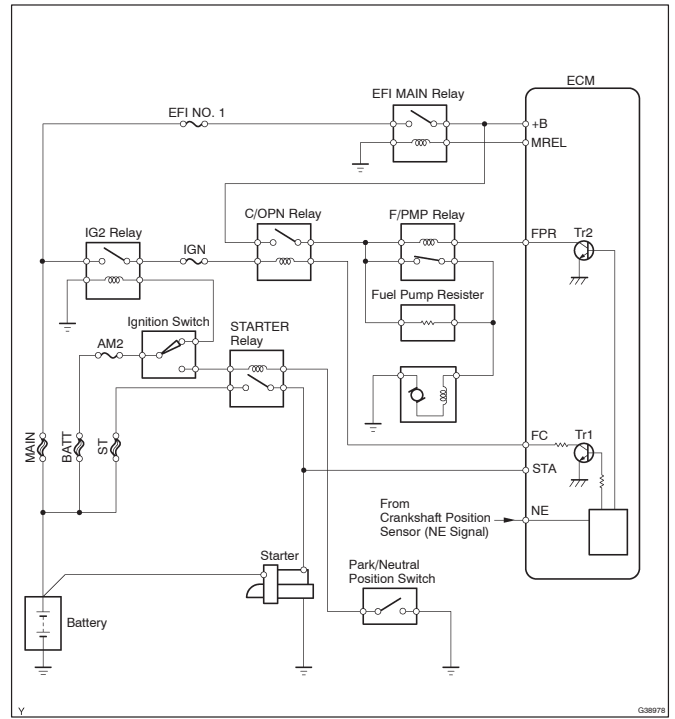 ECM
EFI MAIN Relay
EFI NO. 1
+B
MREL
C/OPN Relay
F/PMP Relay
IG2 Relay
IGN
FPR
Tr2
Fuel Pump Resister
Ignition Switch
STARTER
Relay
AM2
MAIN
BATT
ST
FC
Tr1
STA
From
Crankshaft Position
Sensor (NE Signal)
NE
Starter
Park/Neutral
Position Switch
Battery
Y
G38978